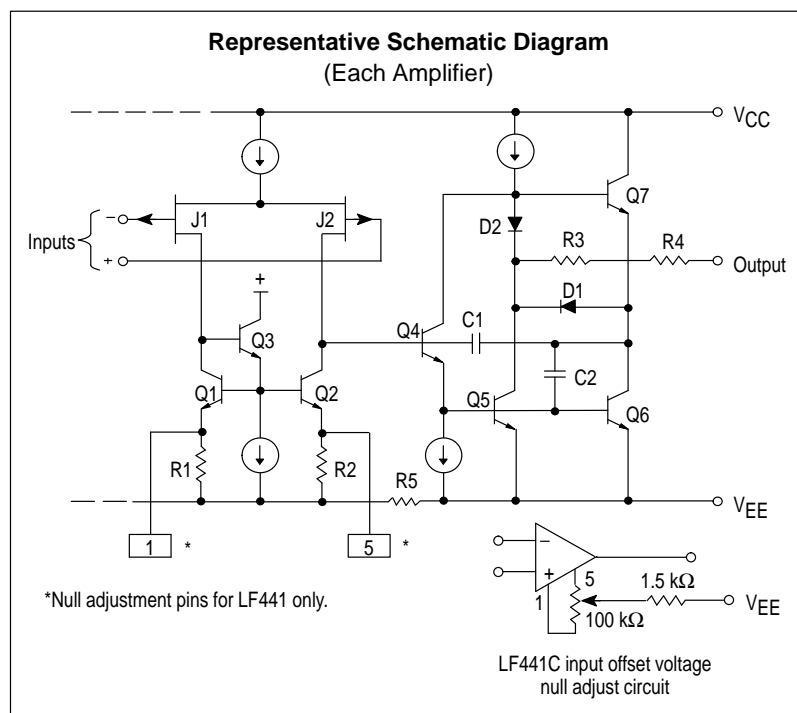 Representative Schematic Diagram
(Each Amplifier)
VCC
J1
J2
Q7
D2
R3
R4
Inputs
−
+
Output
+
D1
Q3
Q4
C1
Q1
Q2
C2
Q5
Q6
R1
R2
R5
VEE
1
*
5
*
*Null adjustment pins for LF441 only.
−
+
5
1
1.5 kΩ
VEE
100 kΩ
LF441C input offset voltage
null adjust circuit